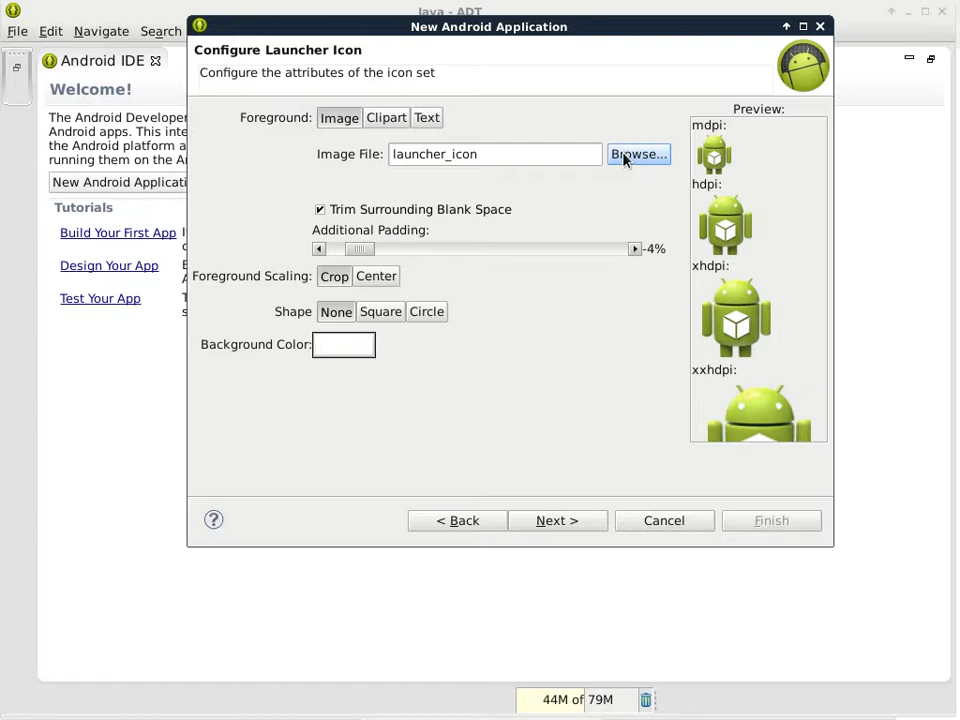 Java - ADT
New Android Application
File Edit Navigate Search
Configure Launcher Icon
Configure the attributes of the icon set
Android IDE
Welcome!
The Android Developer
Android apps. This inte
the Android platform a
running them on the An
New Android Applicati
Tutorials
Build Your First App
Design Your App
Test Your App
Foreground: Image Clipart Text
Image File: launcher_icon Browse...
Trim Surrounding Blank Space
Additional Padding:
-4%
Foreground Scaling: Crop Center
Shape None Square Circle
Background Color:
Preview:
mdpi:
hdpi:
xhdpi:
xxhdpi:
? < Back Next > Cancel Finish
44M of 79M